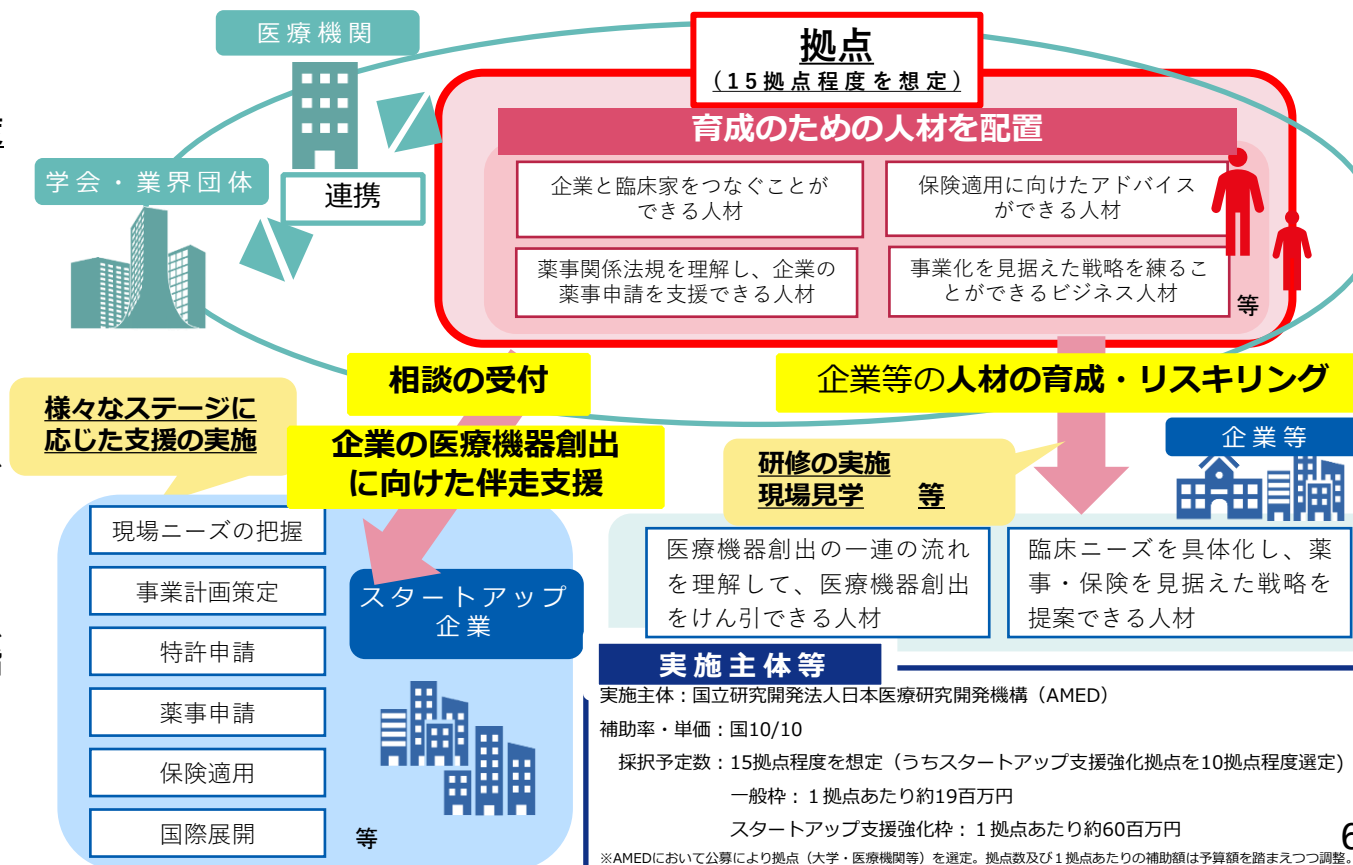 医療機関
学会・業界団体
連携
拠点
（15拠点程度を想定）
育成のための人材を配置
企業と臨床家をつなぐことが
できる人材
保険適用に向けたアドバイス
ができる人材
薬事関係法規を理解し、企業の
薬事申請を支援できる人材
事業化を見据えた戦略を練るこ
とができるビジネス人材
等
相談の受付
企業等の人材の育成・リスキリング
様々なステージに
応じた支援の実施
企業の医療機器創出
に向けた伴走支援
研修の実施
現場見学 等
企業等
現場ニーズの把握
事業計画策定
特許申請
薬事申請
保険適用
国際展開
等
スタートアップ
企業
医療機器創出の一連の流れ
を理解して、医療機器創出
をけん引できる人材
臨床ニーズを具体化し、薬
事・保険を見据えた戦略を
提案できる人材
実施主体等
実施主体：国立研究開発法人日本医療研究開発機構（AMED）
補助率・単価：国10/10
採択予定数：15拠点程度を想定（うちスタートアップ支援強化拠点を10拠点程度選定)
一般枠：１拠点あたり約19百万円
スタートアップ支援強化枠：１拠点あたり約60百万円
※AMEDにおいて公募により拠点（大学・医療機関等）を選定。拠点数及び１拠点あたりの補助額は予算額を踏まえつつ調整。